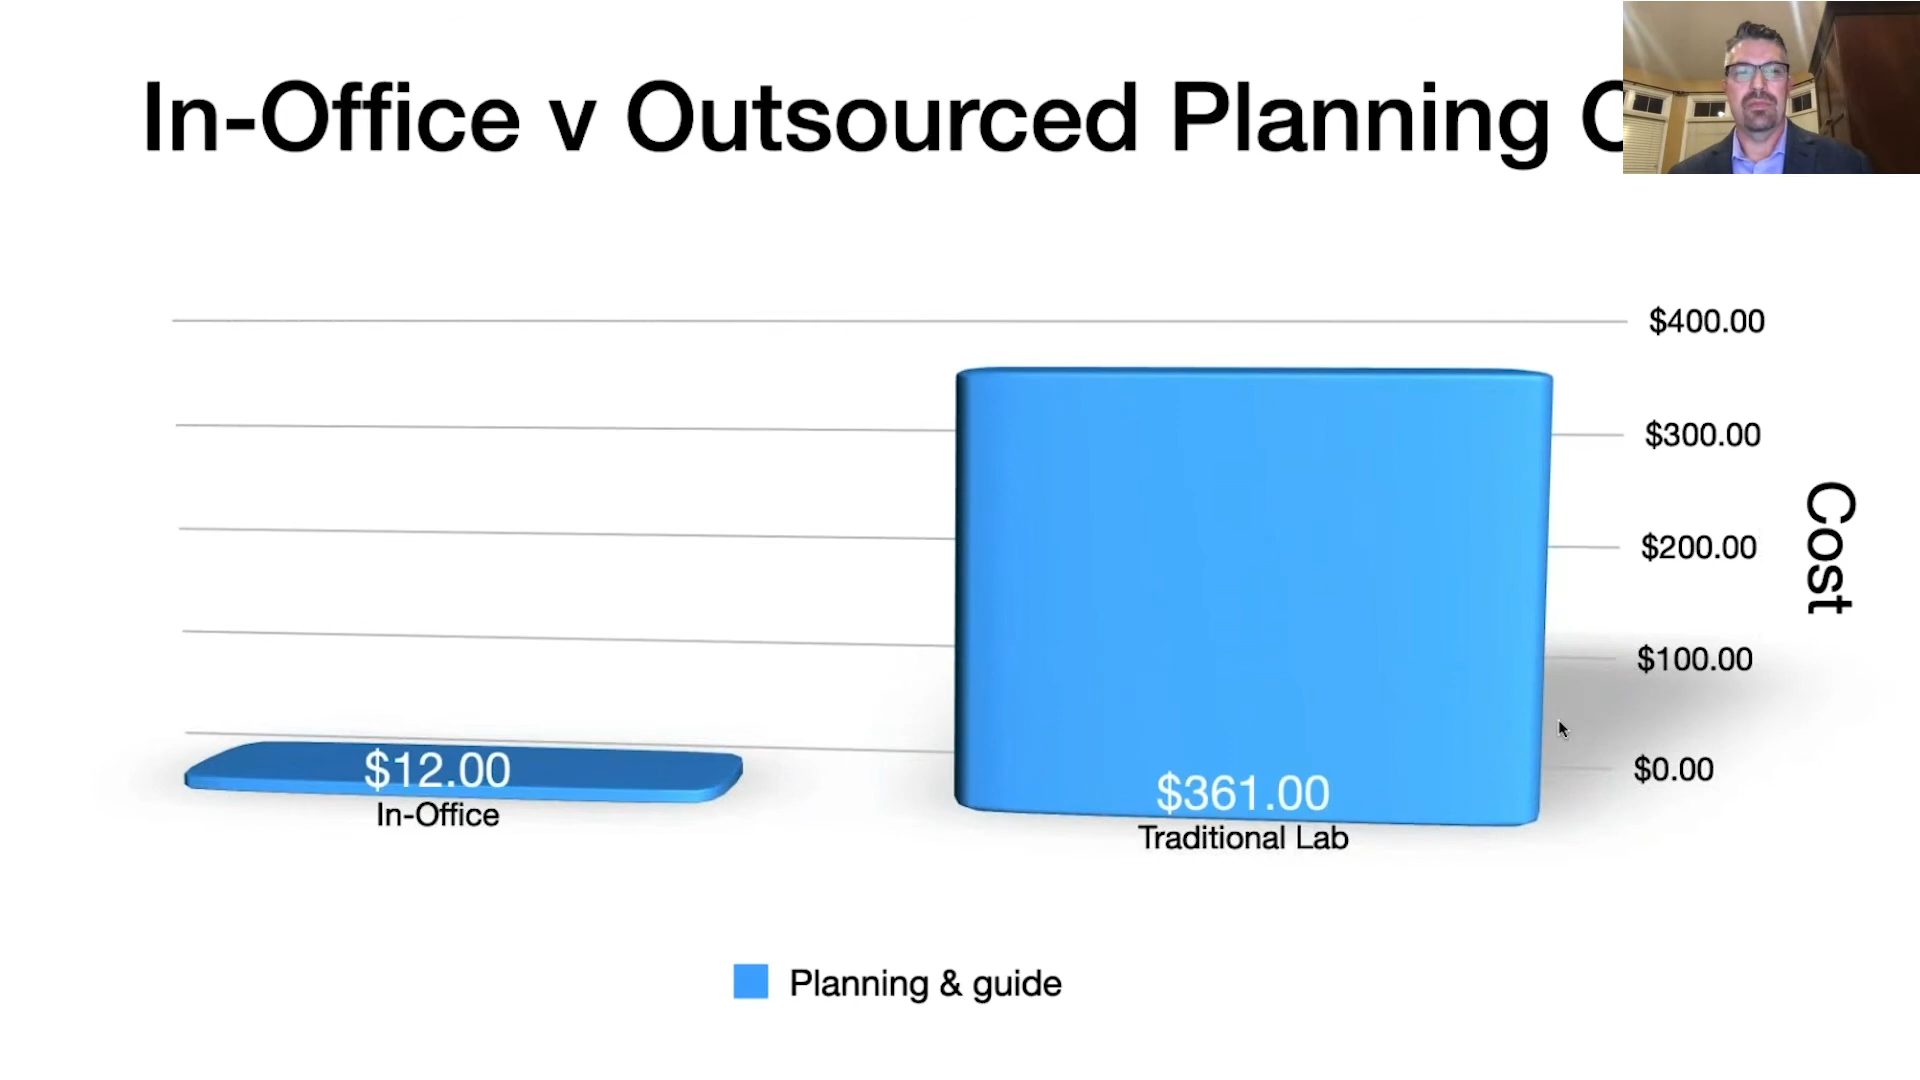 In-Office v Outsourced Planning
$400.00
$300.00
$200.00
$100.00
$0.00
Cost
$12.00
In-Office
$361.00
Traditional Lab
Planning & guide